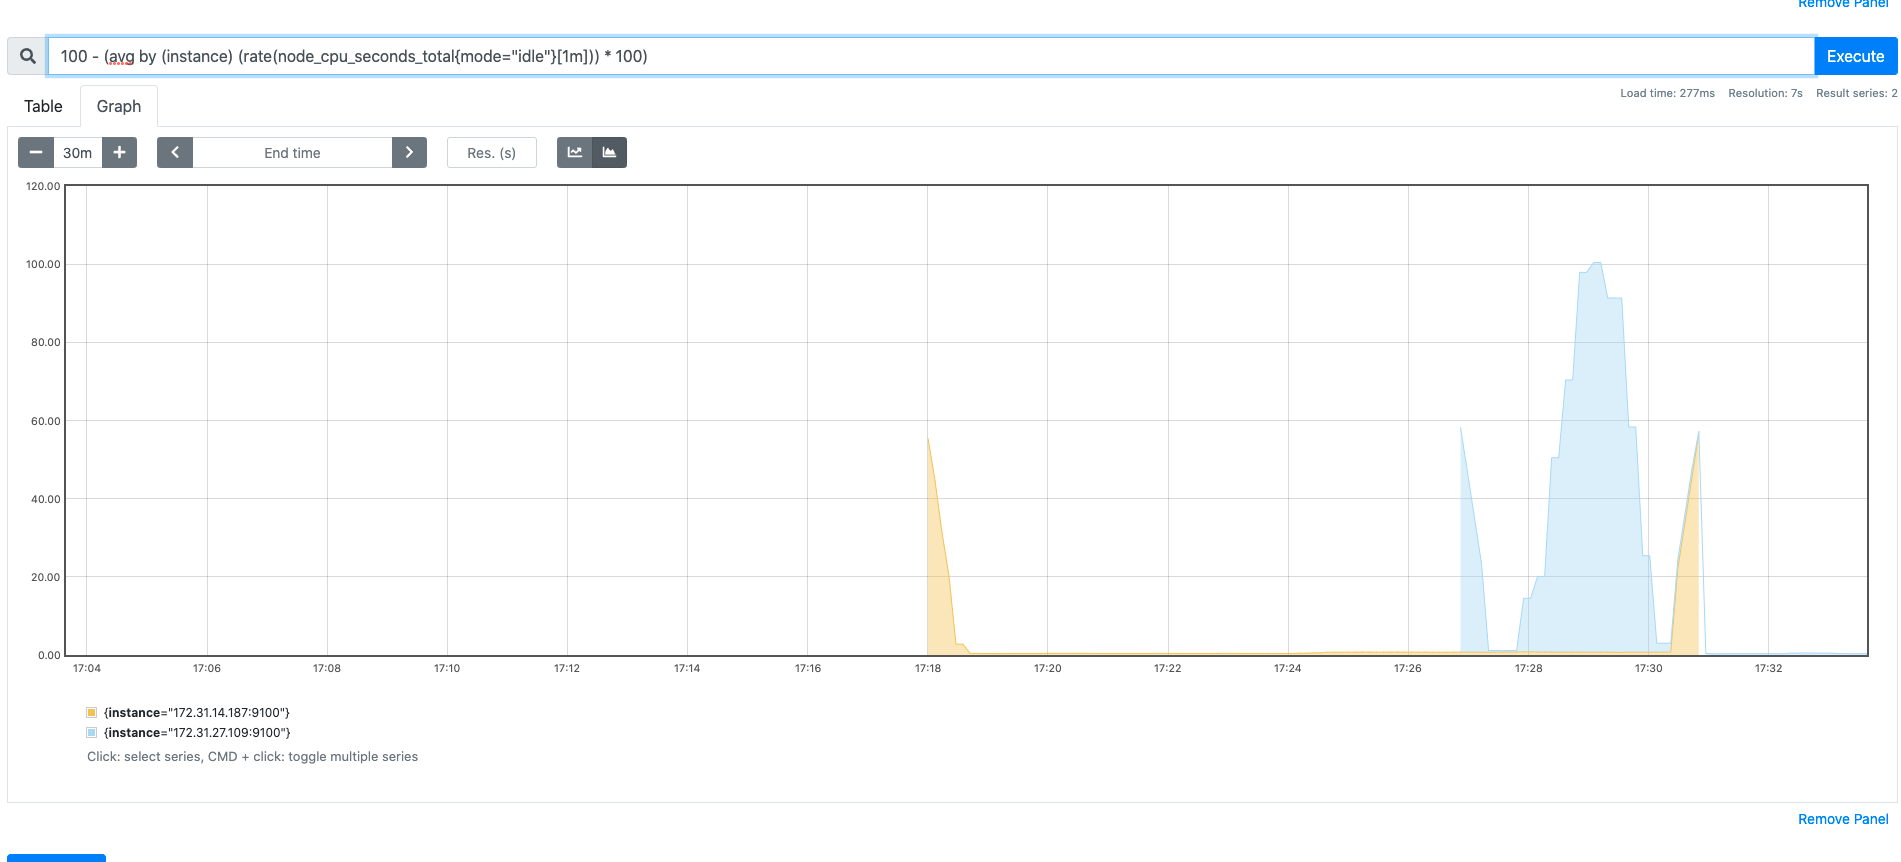 Remove Panel
100 - (avg by (instance) (rate(node_cpu_seconds_total{mode="idle"}[1m])) * 100)
Execute
Table
Graph
Load time: 277ms Resolution: 7s Result series: 2
30m
End time
Res. (s)
120.00
100.00
80.00
60.00
40.00
20.00
0.00
17:04 17:06 17:08 17:10 17:12 17:14 17:16 17:18 17:20 17:22 17:24 17:26 17:28 17:30 17:32
{instance="172.31.14.187:9100"}
{instance="172.31.27.109:9100"}
Click: select series, CMD + click: toggle multiple series
Remove Panel